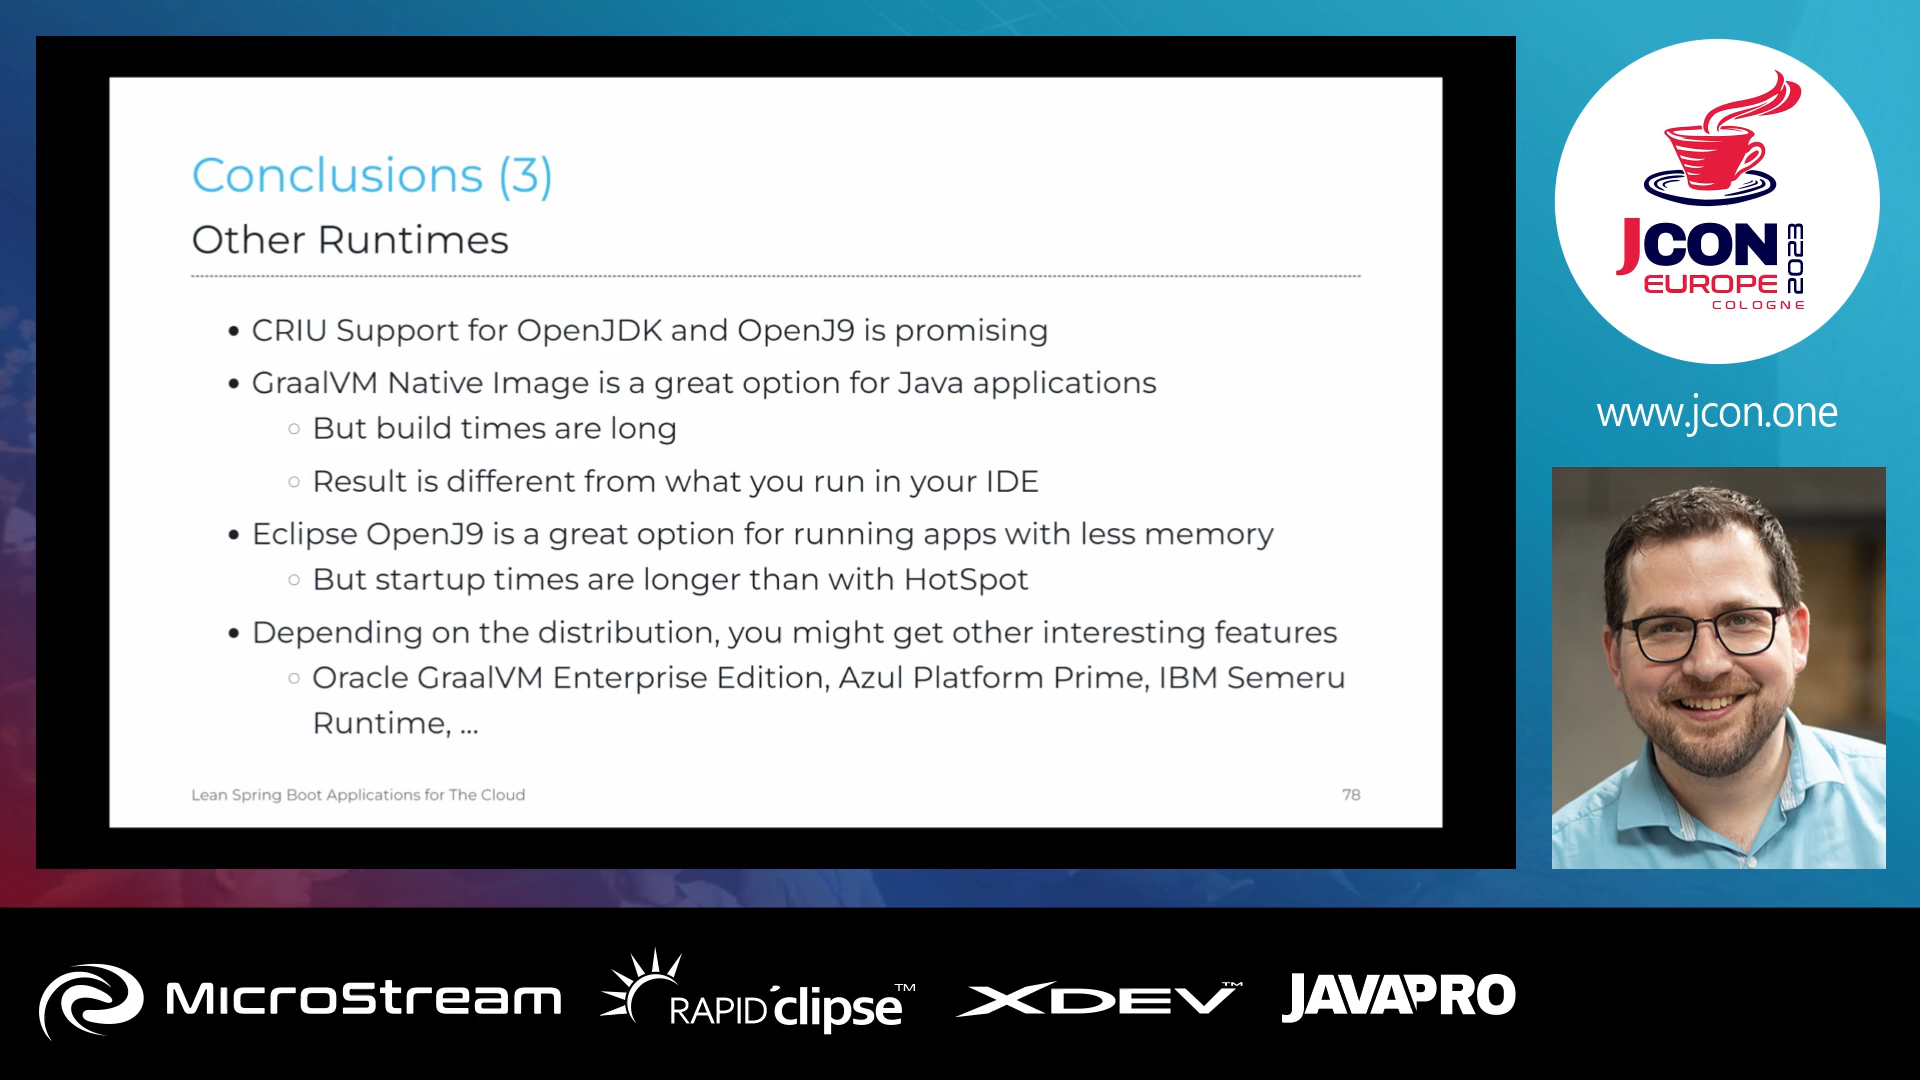 Conclusions (3)
Other Runtimes
• CRIU Support for OpenJDK and OpenJ9 is promising
• GraalVM Native Image is a great option for Java applications
○ But build times are long
○ Result is different from what you run in your IDE
• Eclipse OpenJ9 is a great option for running apps with less memory
○ But startup times are longer than with HotSpot
• Depending on the distribution, you might get other interesting features
○ Oracle GraalVM Enterprise Edition, Azul Platform Prime, IBM Semeru
Runtime, ...
Lean Spring Boot Applications for The Cloud
78
JCON
EUROPE
2023
COLOGNE
www.jcon.one
MicroStream
RAPID'clipse™
XDEV™
JAVAPRO